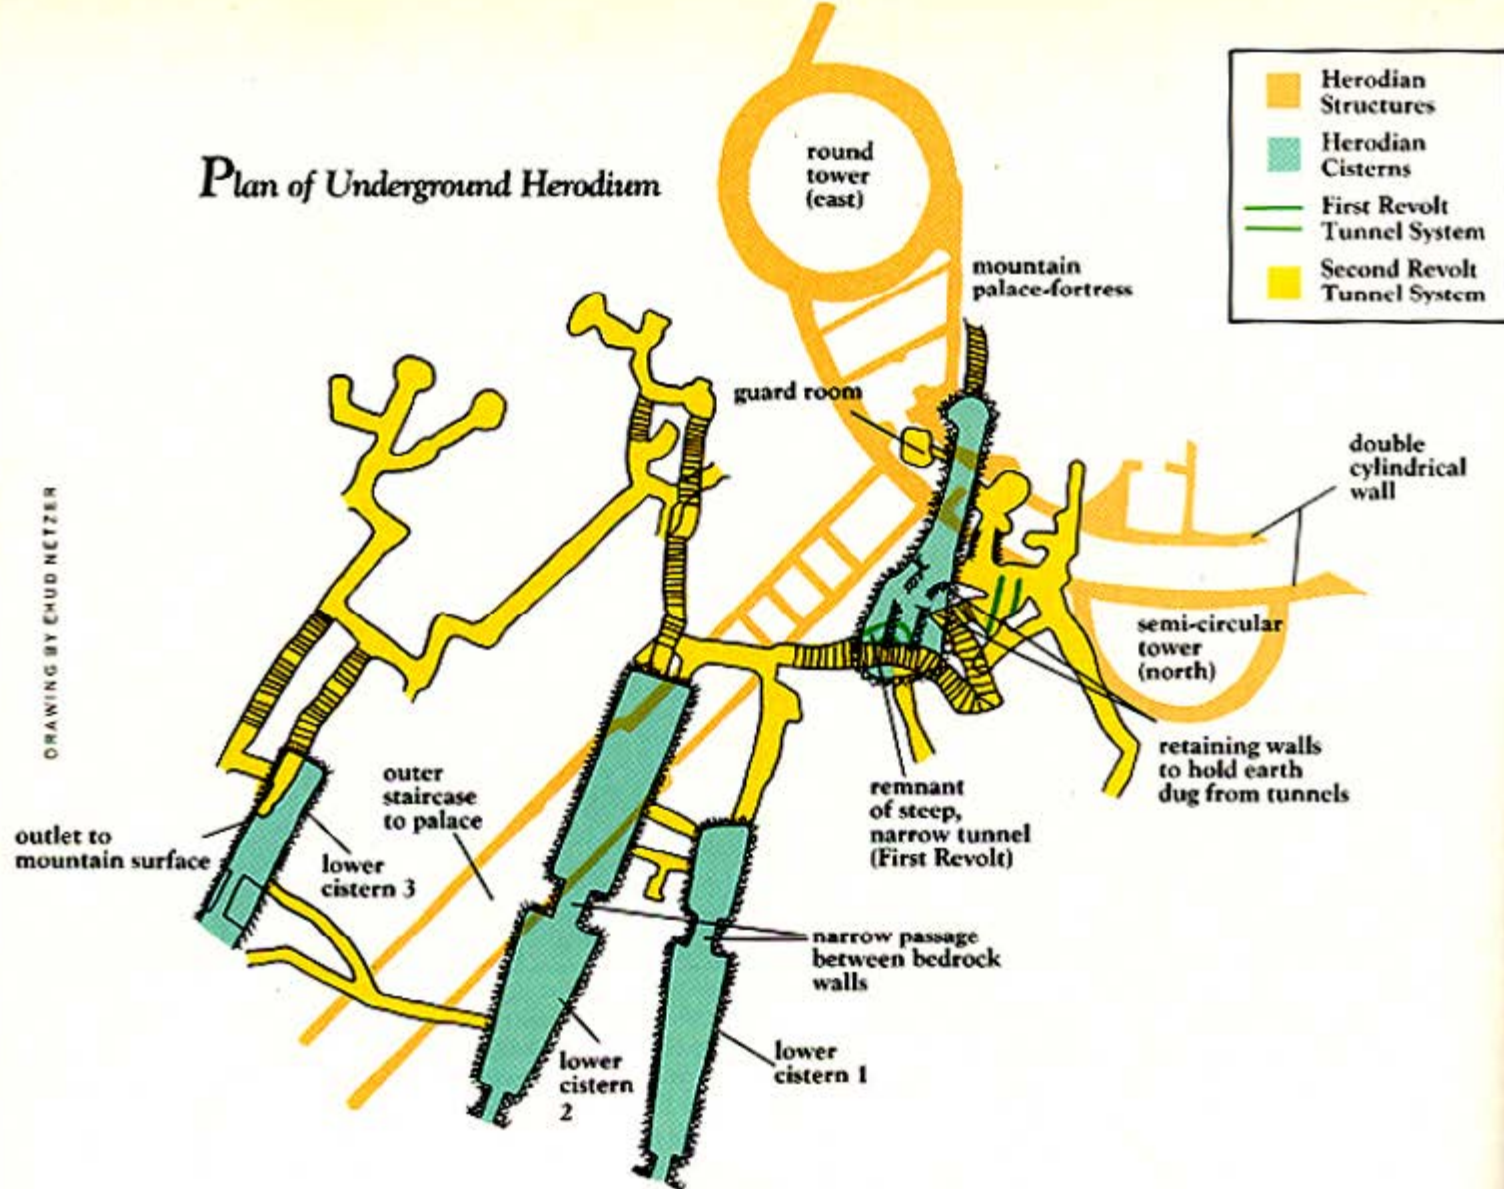 Plan of Underground Herodium
Herodian
Structures
Herodian
Cisterns
First Revolt
Tunnel System
Second Revolt
Tunnel System
round
tower
(east)
mountain
palace-fortress
guard room
double
cylindrical
wall
semi-circular
tower
(north)
retaining walls
to hold earth
dug from tunnels
remnant
of steep,
narrow tunnel
(First Revolt)
outer
staircase
to palace
outlet to
mountain surface
lower
cistern 3
narrow passage
between bedrock
walls
lower
cistern
2
lower
cistern 1
DRAWING BY EHUD NETZER